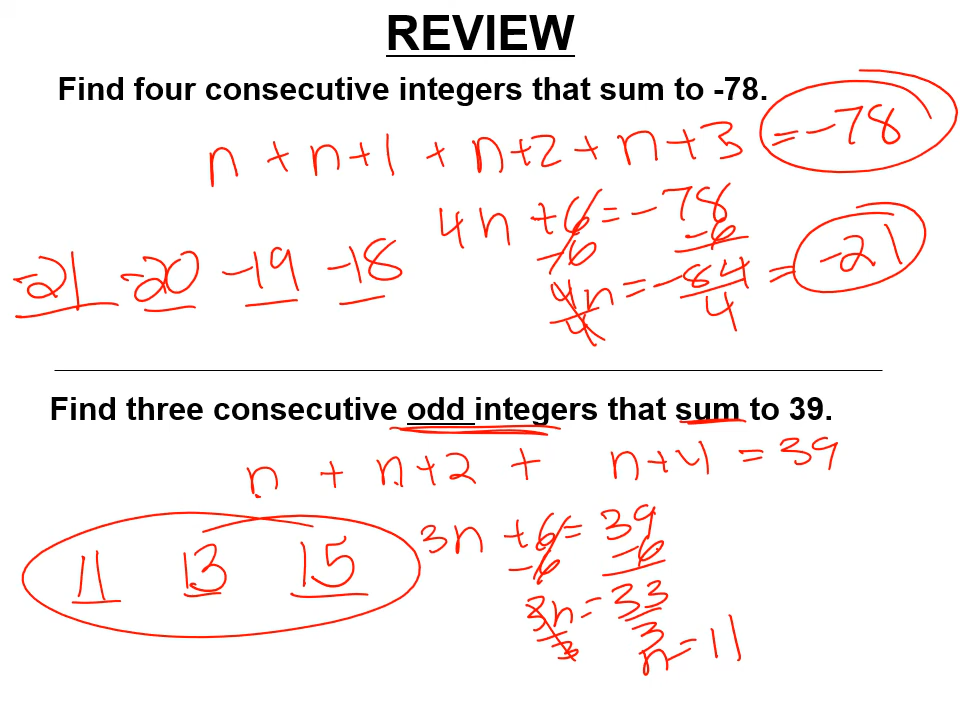 REVIEW
Find four consecutive integers that sum to -78.
n + n+1 + n+2 + n+3 = -78
4n + 6 = -78
-6 -6
4n = -84 = -21
4 4
-21 -20 -19 -18
Find three consecutive odd integers that sum to 39.
n + n+2 + n+4 = 39
3n + 6 = 39
-6 -6
3n = 33
3 3
n = 11
11 13 15